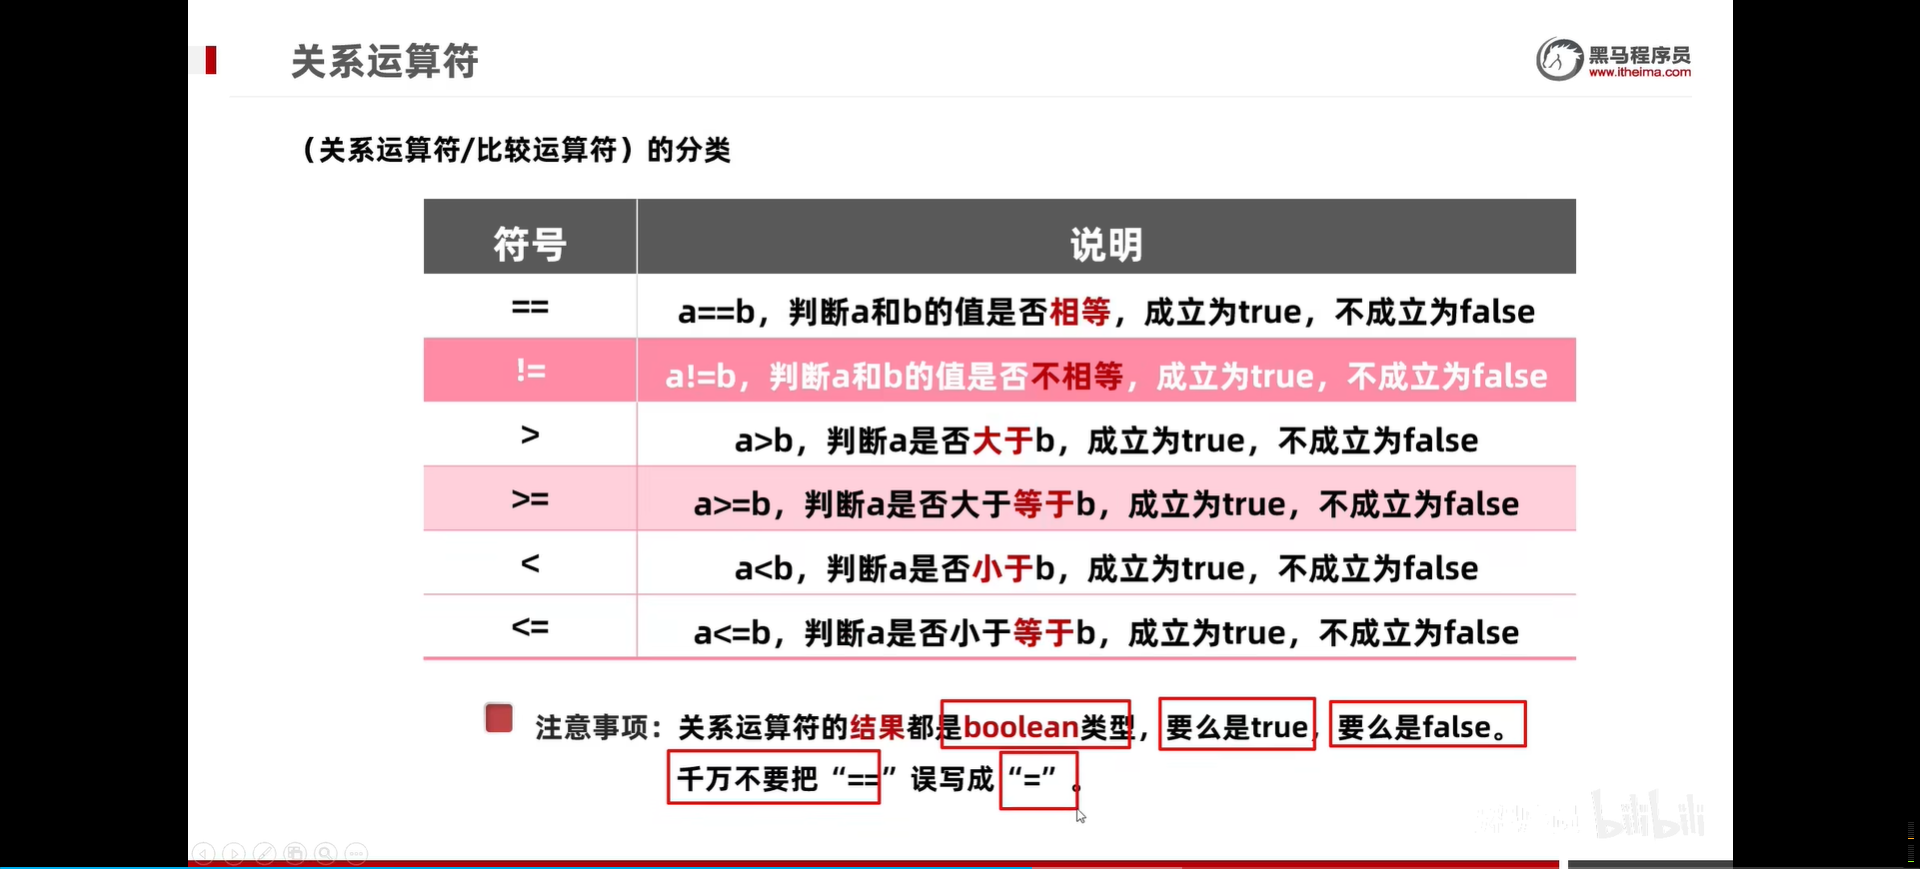 关系运算符
黑马程序员
www.itheima.com
（关系运算符/比较运算符）的分类
符号 说明
== a==b，判断a和b的值是否相等，成立为true，不成立为false
!= a!=b，判断a和b的值是否不相等，成立为true，不成立为false
> a>b，判断a是否大于b，成立为true，不成立为false
>= a>=b，判断a是否大于等于b，成立为true，不成立为false
< a<b，判断a是否小于b，成立为true，不成立为false
<= a<=b，判断a是否小于等于b，成立为true，不成立为false
注意事项：关系运算符的结果都是boolean类型，要么是true，要么是false。
千万不要把“==”误写成“=”。
bilibili